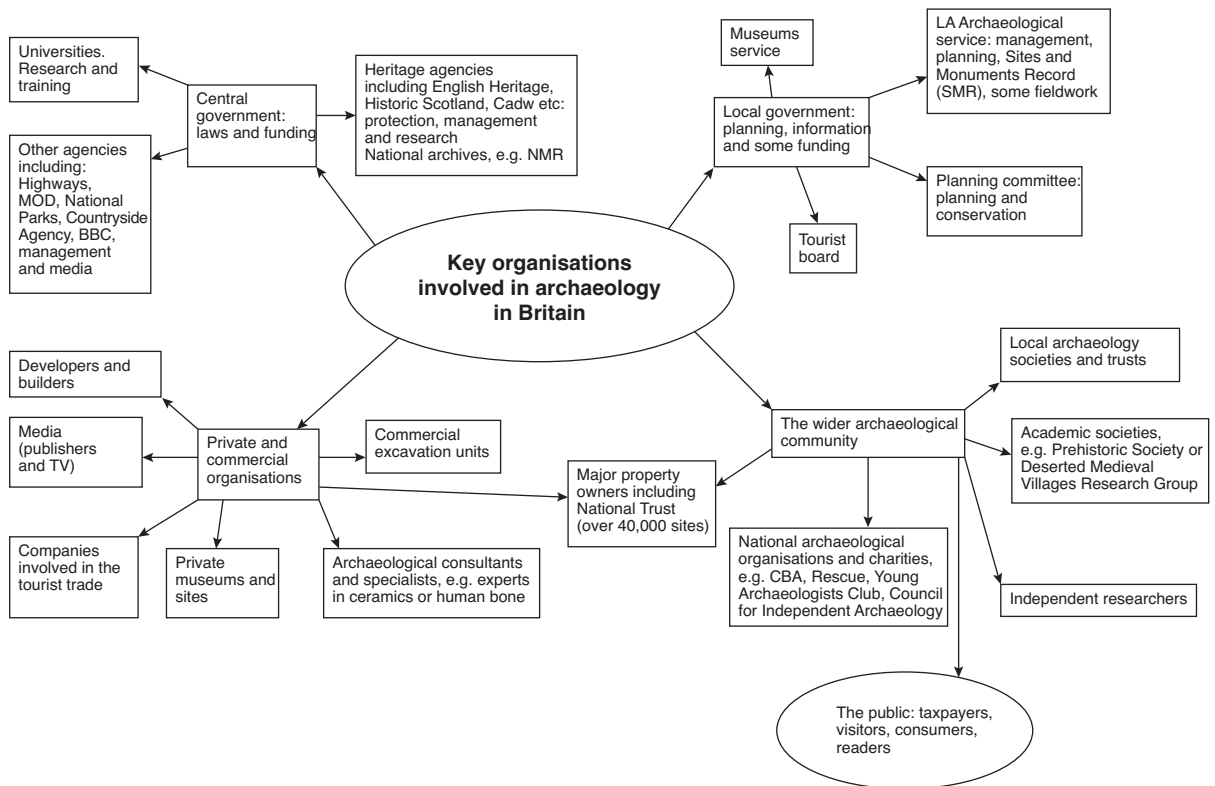 Key organisations
involved in archaeology
in Britain
Central
government:
laws and funding
Universities.
Research and
training
Other agencies
including:
Highways,
MOD, National
Parks, Countryside
Agency, BBC,
management
and media
Heritage agencies
including English Heritage,
Historic Scotland, Cadw etc:
protection, management
and research
National archives, e.g. NMR
Local government:
planning, information
and some funding
Museums
service
LA Archaeological
service: management,
planning, Sites and
Monuments Record
(SMR), some fieldwork
Planning committee:
planning and
conservation
Tourist
board
Private and
commercial
organisations
Developers and
builders
Media
(publishers
and TV)
Companies
involved in the
tourist trade
Private
museums and
sites
Archaeological consultants
and specialists, e.g. experts
in ceramics or human bone
Commercial
excavation units
Major property
owners including
National Trust
(over 40,000 sites)
The wider archaeological
community
Local archaeology
societies and trusts
Academic societies,
e.g. Prehistoric Society or
Deserted Medieval
Villages Research Group
National archaeological
organisations and charities,
e.g. CBA, Rescue, Young
Archaeologists Club, Council
for Independent Archaeology
Independent researchers
The public: taxpayers,
visitors, consumers,
readers